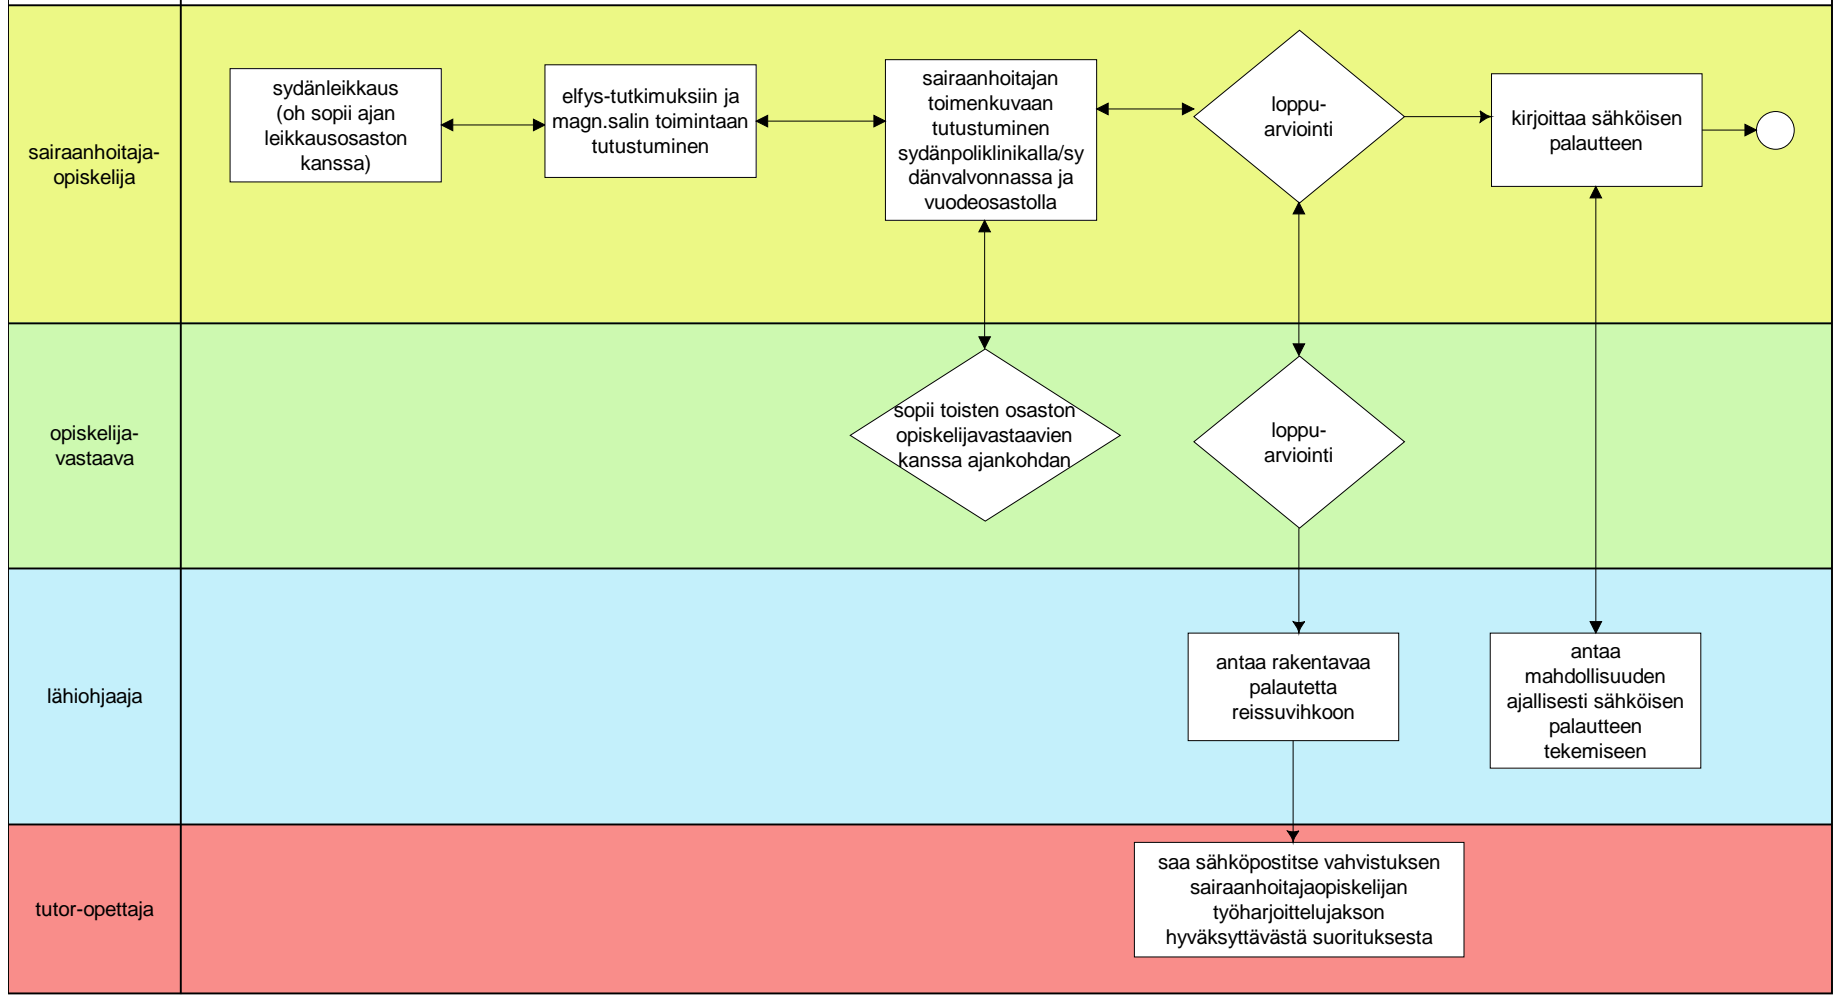 sairaanhoitaja-
opiskelija
sydänleikkaus
(oh sopii ajan
leikkausosaston
kanssa)
elfys-tutkimuksiin ja
magn.salin toimintaan
tutustuminen
sairaanhoitajan
toimenkuvaan
tutustuminen
sydänpoliklinikalla/sy
dänvalvonnassa ja
vuodeosastolla
loppu-
arviointi
kirjoittaa sähköisen
palautteen
opiskelija-
vastaava
sopii toisten osaston
opiskelijavastaavien
kanssa ajankohdan
loppu-
arviointi
lähiohjaaja
antaa rakentavaa
palautetta
reissuvihkoon
antaa
mahdollisuuden
ajallisesti sähköisen
palautteen
tekemiseen
tutor-opettaja
saa sähköpostitse vahvistuksen
sairaanhoitajaopiskelijan
työharjoittelujakson
hyväksyttävästä suorituksesta